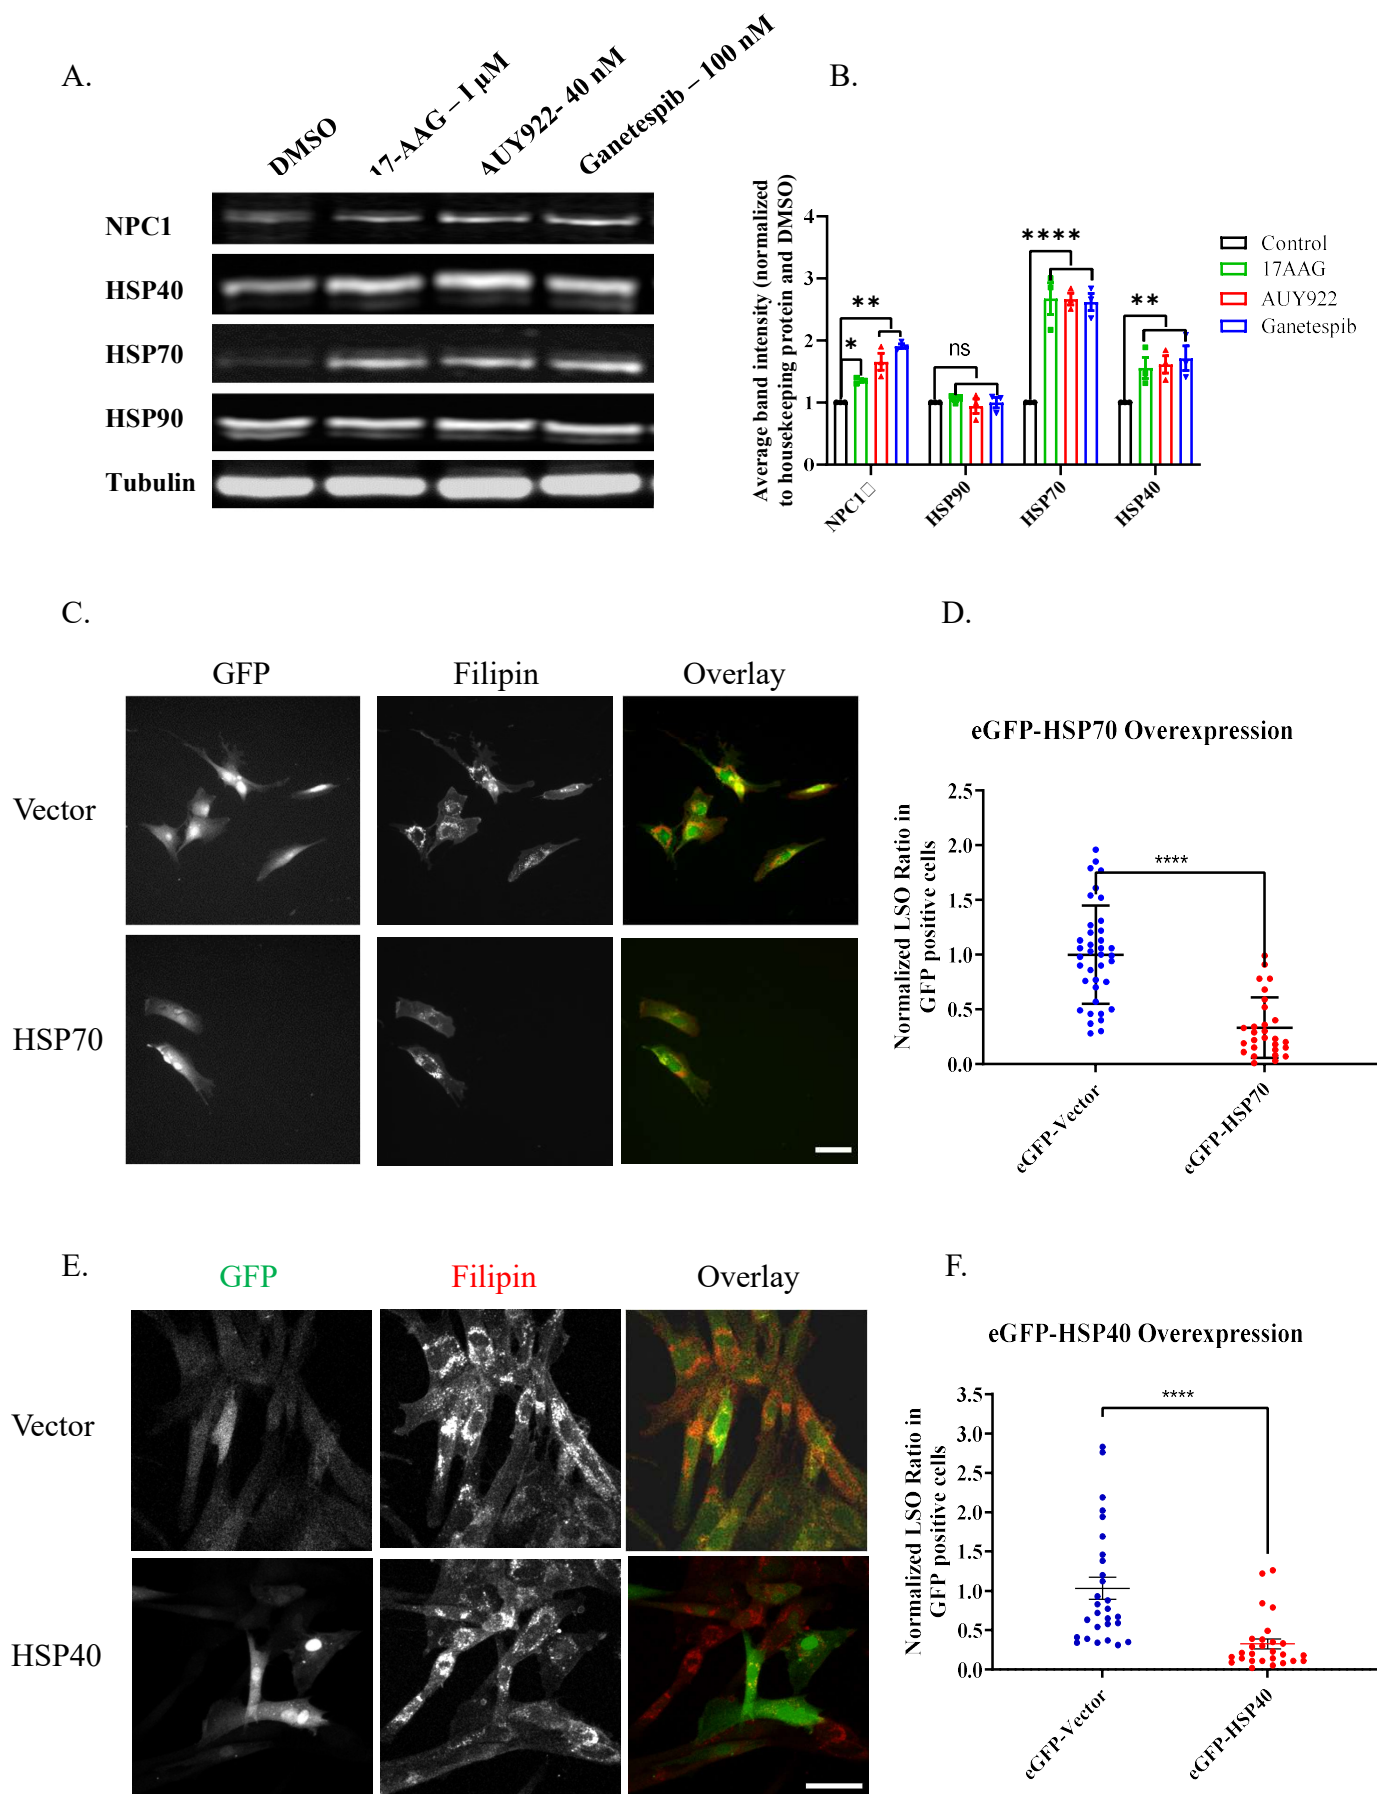 A.
DMSO
17-AAG – 1 µM
AUY922- 40 nM
Ganetespib – 100 nM
NPC1
HSP40
HSP70
HSP90
Tubulin
B.
Average band intensity (normalized
to housekeeping protein and DMSO)
4
3
2
1
0
**
*
ns
****
**
NPC1□
HSP90
HSP70
HSP40
Control
17AAG
AUY922
Ganetespib
C.
GFP
Filipin
Overlay
Vector
HSP70
D.
eGFP-HSP70 Overexpression
Normalized LSO Ratio in
GFP positive cells
2.5
2.0
1.5
1.0
0.5
0.0
****
eGFP-Vector
eGFP-HSP70
E.
GFP
Filipin
Overlay
Vector
HSP40
F.
eGFP-HSP40 Overexpression
Normalized LSO Ratio in
GFP positive cells
3.5
3.0
2.5
2.0
1.5
1.0
0.5
0.0
****
eGFP-Vector
eGFP-HSP40